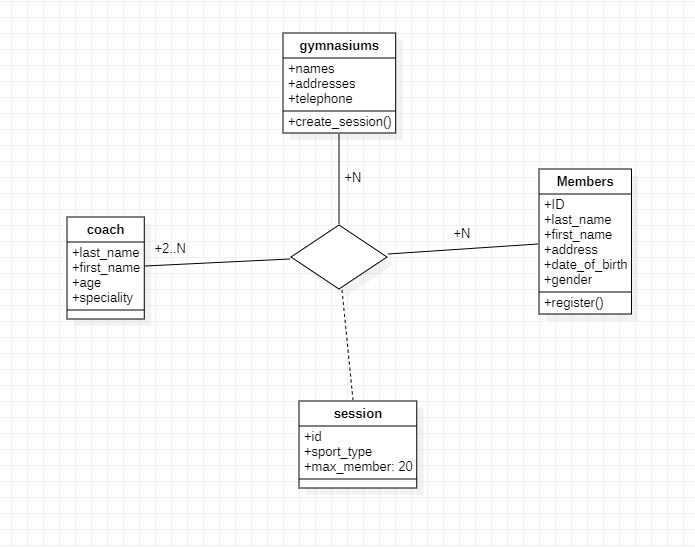 gymnasiums
+names
+addresses
+telephone
+create_session()
+N
Members
+ID
+last_name
+first_name
+address
+date_of_birth
+gender
+register()
+N
coach
+last_name
+first_name
+age
+speciality
+2..N
session
+id
+sport_type
+max_member: 20